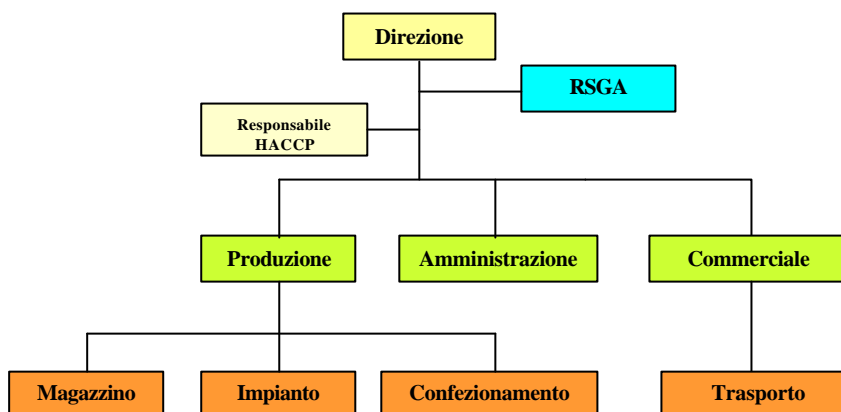 Direzione
RSGA
Responsabile
HACCP
Produzione
Amministrazione
Commerciale
Magazzino
Impianto
Confezionamento
Trasporto